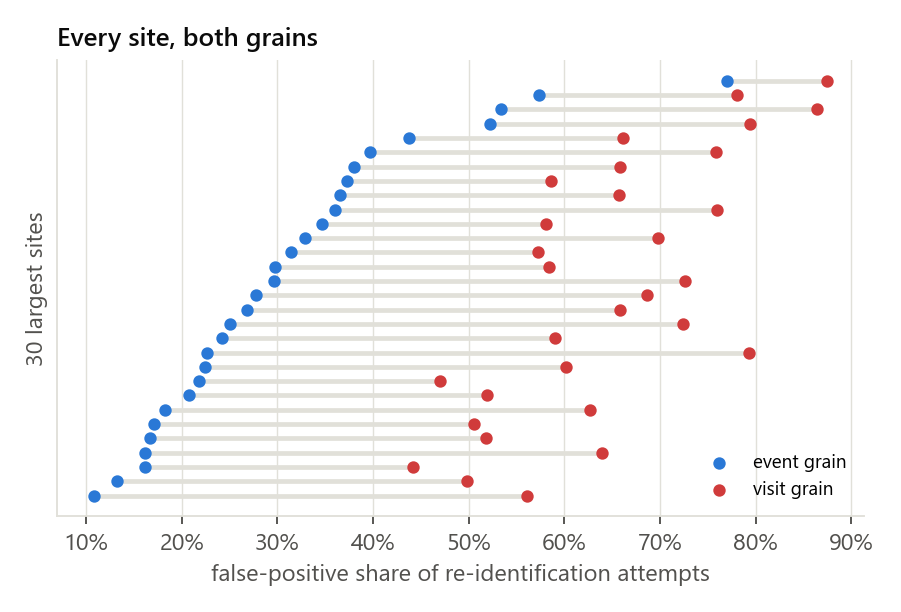 Every site, both grains
30 largest sites
event grain
visit grain
10% 20% 30% 40% 50% 60% 70% 80% 90%
false-positive share of re-identification attempts